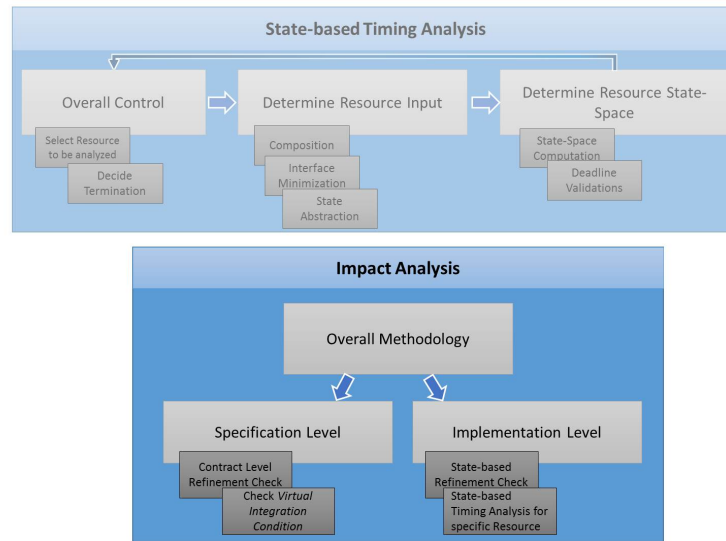 State-based Timing Analysis
Overall Control
Determine Resource Input
Determine Resource State-
Space
Select Resource
to be analyzed
Decide
Termination
Composition
Interface
Minimization
State
Abstraction
State-Space
Computation
Deadline
Validations
Impact Analysis
Overall Methodology
Specification Level
Implementation Level
Contract Level
Refinement Check
Check Virtual
Integration
Condition
State-based
Refinement Check
State-based
Timing Analysis for
specific Resource